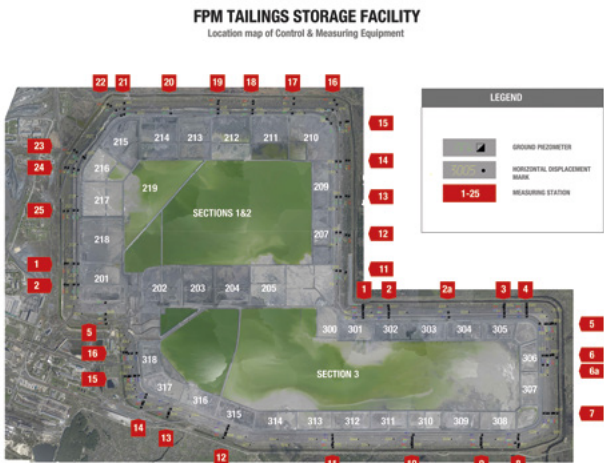 FPM TAILINGS STORAGE FACILITY
Location map of Control & Measuring Equipment
22 21 20 19 18 17 16
LEGEND
GROUND PIEZOMETER
3005 HORIZONTAL DISPLACEMENT
MARK
1-25 MEASURING STATION
15
23
24
25
1
2
14
13
12
11
215 214 213 212 211 210
216
219
217
209
SECTIONS 1&2
218
207
201
202 203 204 205
1 2 2a 3 4
5
16
15
14
13
12
5
6
6a
7
300 301 302 303 304 305
318
306
SECTION 3
317
307
316
315
314 313 312 311 310 309 308